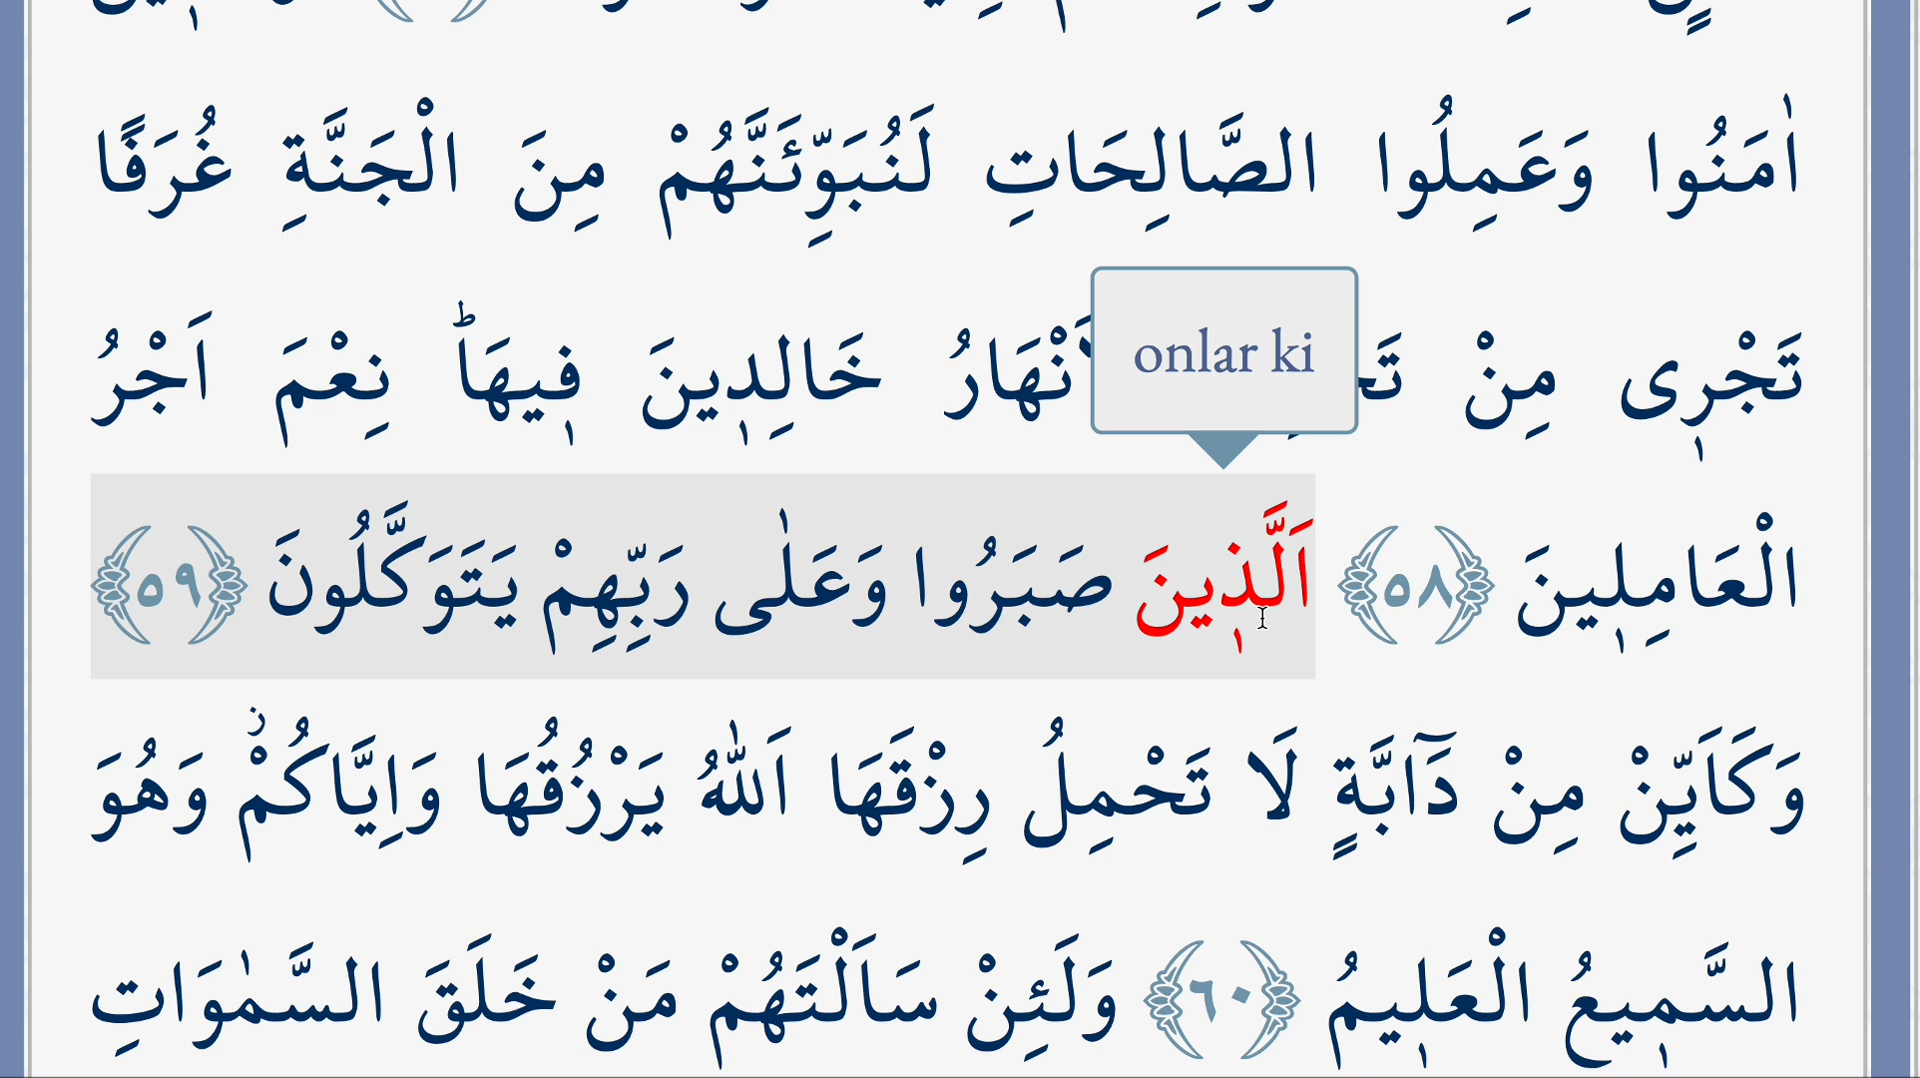 اٰمَنُوا وَعَمِلُوا الصَّالِحَاتِ لَنُبَوِّئَنَّهُمْ مِنَ الْجَنَّةِ غُرَفًا
onlar ki
تَجْرٖى مِنْ الْاَنْهَارُ خَالِدٖينَ فٖيهَاؕ نِعْمَ اَجْرُ
الْعَامِلٖينَ ﴿٥٨﴾ اَلَّذٖينَ صَبَرُوا وَعَلٰى رَبِّهِمْ يَتَوَكَّلُونَ ﴿٥٩﴾
وَكَاَيِّنْ مِنْ دَٓابَّةٍ لَا تَحْمِلُ رِزْقَهَا اَللّٰهُ يَرْزُقُهَا وَاِيَّاكُمْؗ وَهُوَ
السَّمٖيعُ الْعَلٖيمُ ﴿٦٠﴾ وَلَئِنْ سَاَلْتَهُمْ مَنْ خَلَقَ السَّمٰوَاتِ